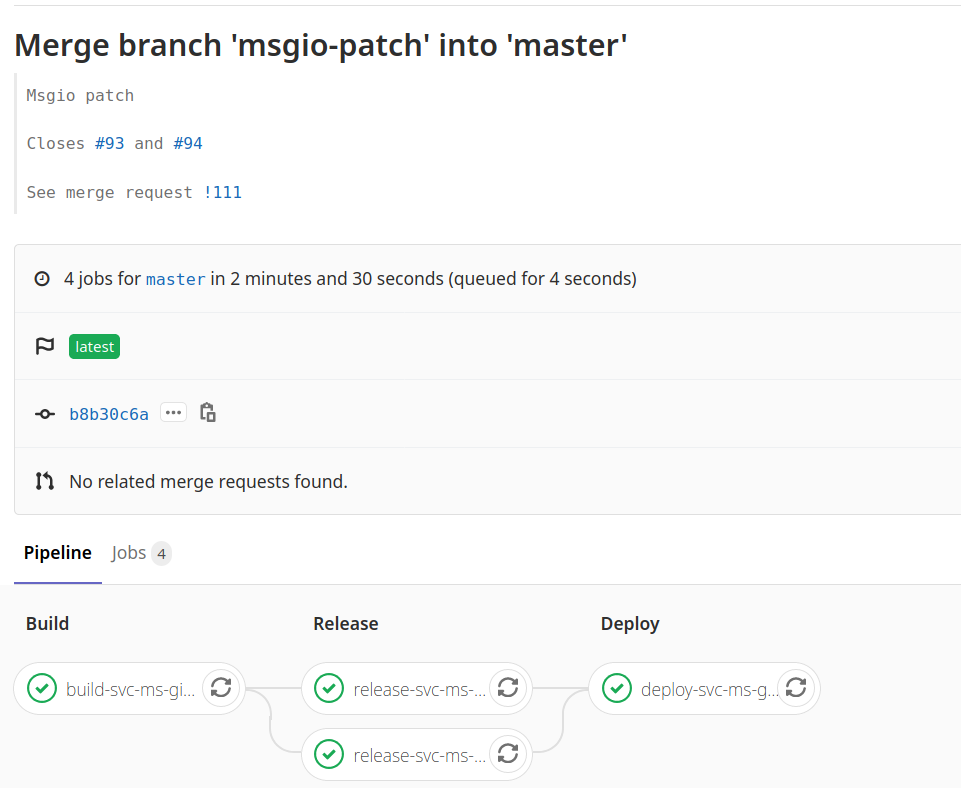 Merge branch 'msgio-patch' into 'master'
Msgio patch
Closes #93 and #94
See merge request !111
4 jobs for master in 2 minutes and 30 seconds (queued for 4 seconds)
latest
b8b30c6a
No related merge requests found.
Pipeline Jobs 4
Build Release Deploy
build-svc-ms-gi... release-svc-ms-... deploy-svc-ms-g...
release-svc-ms-...